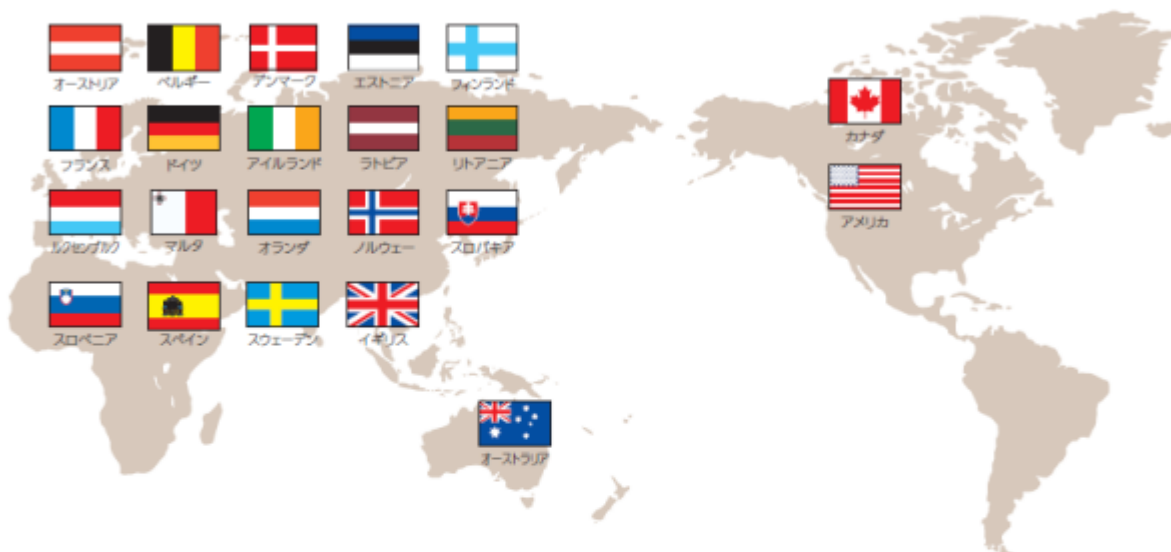 オーストリア
ベルギー
デンマーク
エストニア
フィンランド
フランス
ドイツ
アイルランド
ラトビア
リトアニア
ルクセンブルク
マルタ
オランダ
ノルウェー
スロバキア
スロベニア
スペイン
スウェーデン
イギリス
カナダ
アメリカ
オーストラリア